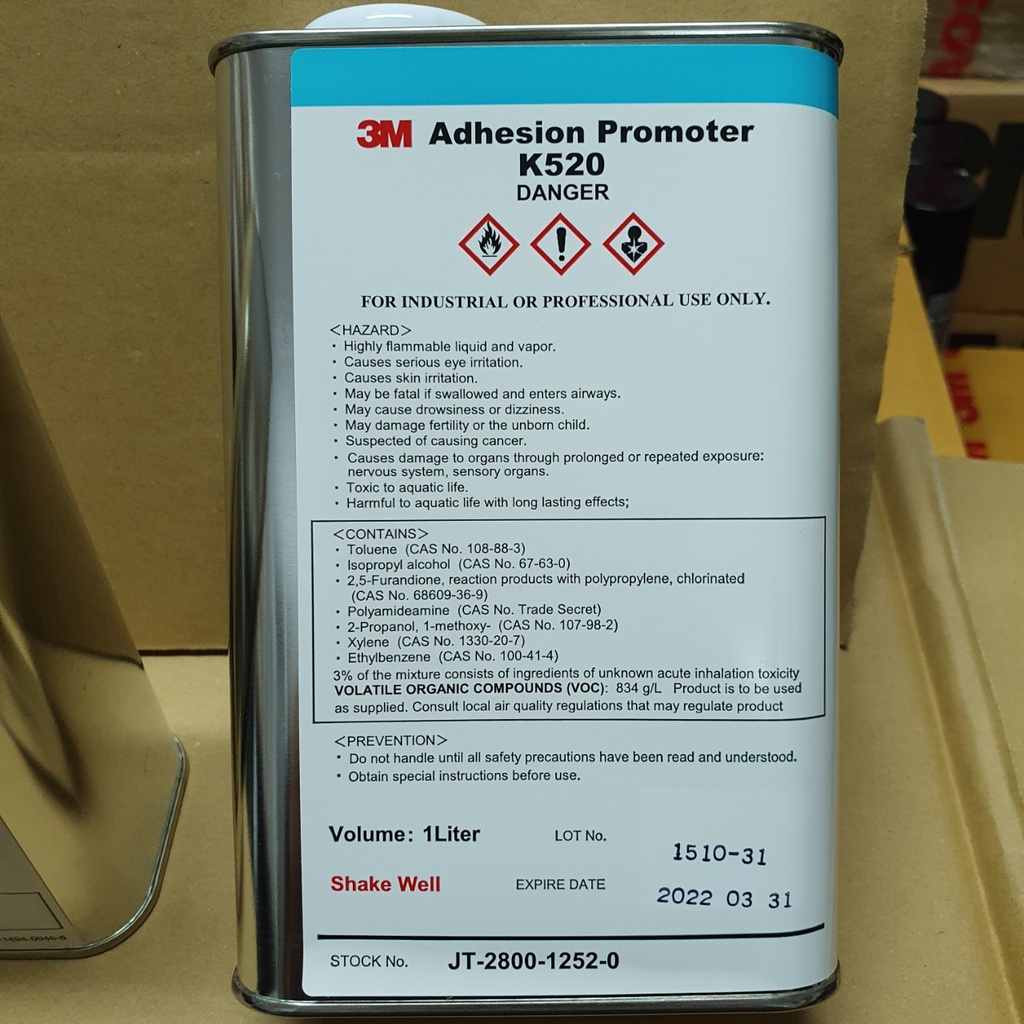 3M Adhesion Promoter
K520
DANGER
FOR INDUSTRIAL OR PROFESSIONAL USE ONLY.
<HAZARD>
・ Highly flammable liquid and vapor.
・ Causes serious eye irritation.
・ Causes skin irritation.
・ May be fatal if swallowed and enters airways.
・ May cause drowsiness or dizziness.
・ May damage fertility or the unborn child.
・ Suspected of causing cancer.
・ Causes damage to organs through prolonged or repeated exposure:
nervous system, sensory organs.
・ Toxic to aquatic life.
・ Harmful to aquatic life with long lasting effects;
<CONTAINS>
・ Toluene (CAS No. 108-88-3)
・ Isopropyl alcohol (CAS No. 67-63-0)
・ 2,5-Furandione, reaction products with polypropylene, chlorinated
(CAS No. 68609-36-9)
・ Polyamideamine (CAS No. Trade Secret)
・ 2-Propanol, 1-methoxy- (CAS No. 107-98-2)
・ Xylene (CAS No. 1330-20-7)
・ Ethylbenzene (CAS No. 100-41-4)
3% of the mixture consists of ingredients of unknown acute inhalation toxicity
VOLATILE ORGANIC COMPOUNDS (VOC): 834 g/L Product is to be used
as supplied. Consult local air quality regulations that may regulate product
<PREVENTION>
・ Do not handle until all safety precautions have been read and understood.
・ Obtain special instructions before use.
Volume: 1Liter LOT No. 1510-31
Shake Well EXPIRE DATE 2022 03 31
STOCK No. JT-2800-1252-0